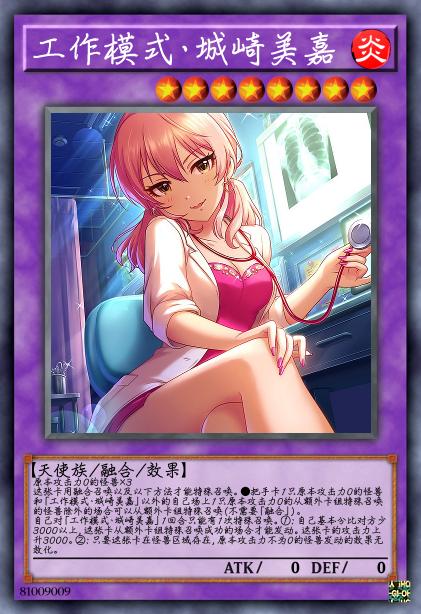 工作模式·城崎美嘉
炎
【天使族/融合/效果】
原本攻击力0的怪兽×3
这张卡用融合召唤以及以下方法才能特殊召唤。●把手卡1只原本攻击力0的怪兽
和「工作模式·城崎美嘉」以外的自己场上1只原本攻击力0的从额外卡组特殊召唤
的怪兽除外的场合可以从额外卡组特殊召唤(不需要「融合」)。
自己对「工作模式·城崎美嘉」1回合只能有1次特殊召唤。①：自己基本分比对方少
3000以上，这张卡从额外卡组特殊召唤成功的场合才能发动。这张卡的攻击力上
升3000。②：只要这张卡在怪兽区域存在,原本攻击力不为0的怪兽发动的效果无
效化。
ATK/ 0 DEF/ 0
81009009